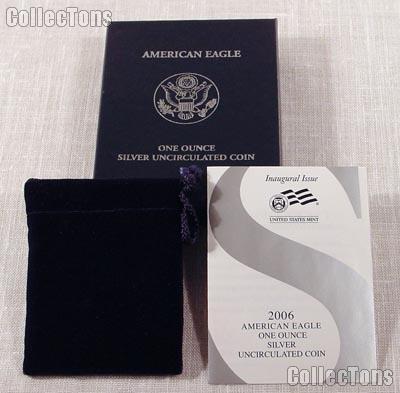 CollecTons
AMERICAN EAGLE
ONE OUNCE
SILVER UNCIRCULATED COIN
Inaugural Issue
UNITED STATES MINT
2006
AMERICAN EAGLE
ONE OUNCE
SILVER
UNCIRCULATED COIN
CollecTons